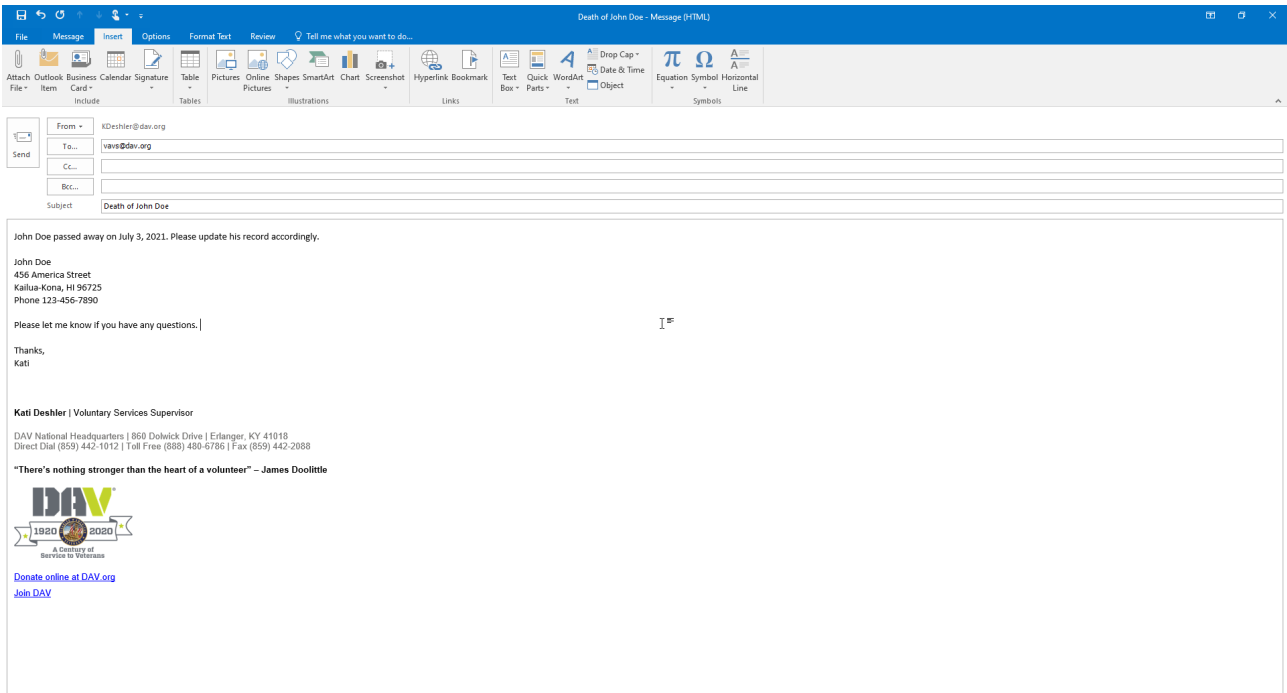 Death of John Doe - Message (HTML)
File Message Insert Options Format Text Review Tell me what you want to do...
Attach File Outlook Item Business Card Calendar Signature Table Pictures Online Pictures Shapes SmartArt Chart Screenshot Hyperlink Bookmark Text Box Quick Parts WordArt Drop Cap Date & Time Object Equation Symbol Horizontal Line
Include Tables Illustrations Links Text Symbols
Send
From KDeshler@dav.org
To... vavs@dav.org
Cc...
Bcc...
Subject Death of John Doe
John Doe passed away on July 3, 2021. Please update his record accordingly.
John Doe
456 America Street
Kailua-Kona, HI 96725
Phone 123-456-7890
Please let me know if you have any questions.
Thanks,
Kati
Kati Deshler | Voluntary Services Supervisor
DAV National Headquarters | 860 Dolwick Drive | Erlanger, KY 41018
Direct Dial (859) 442-1012 | Toll Free (888) 480-6786 | Fax (859) 442-2088
“There’s nothing stronger than the heart of a volunteer” – James Doolittle
DAV
1920 2020
A Century of
Service to Veterans
Donate online at DAV.org
Join DAV